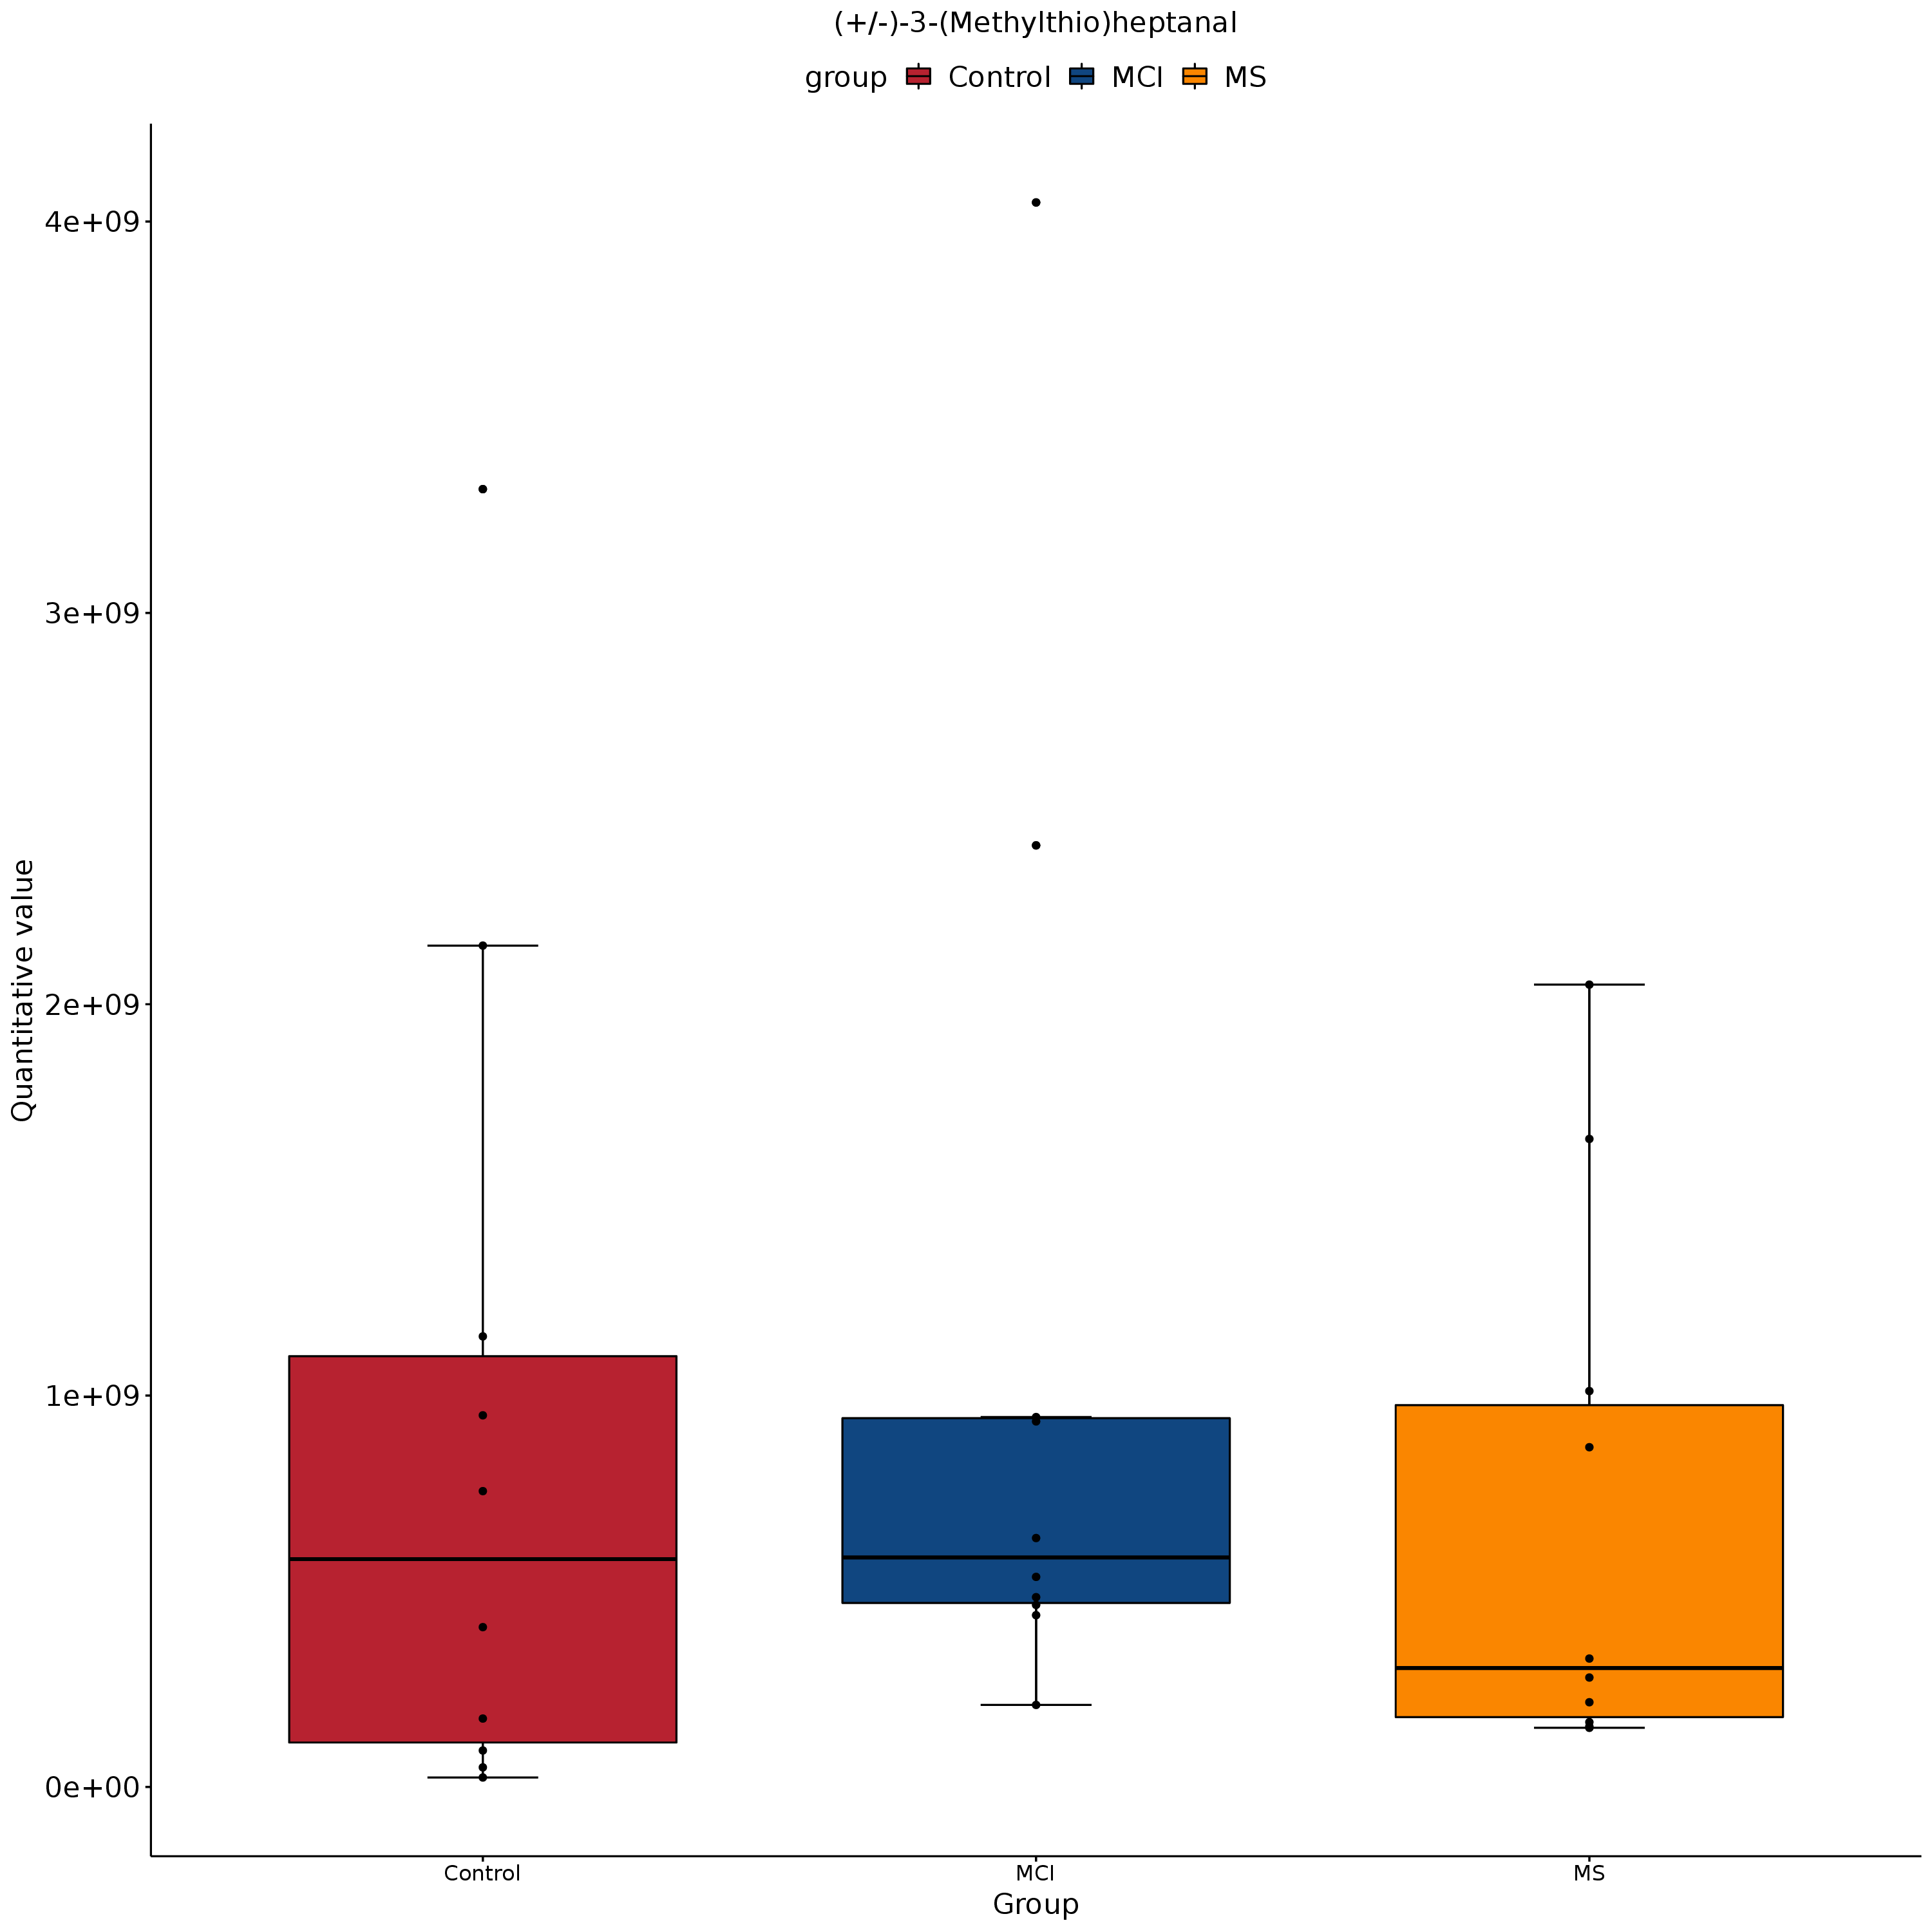 (+/-)-3-(Methylthio)heptanal
group Control MCI MS
4e+09
3e+09
2e+09
1e+09
0e+00
Quantitative value
Control MCI MS
Group